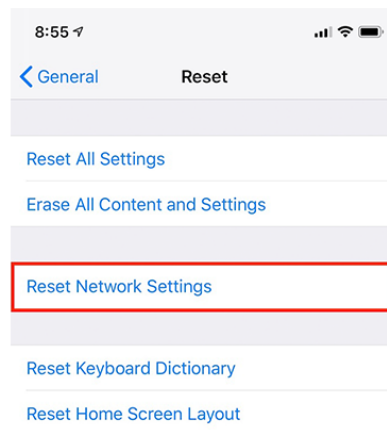 8:55
General
Reset
Reset All Settings
Erase All Content and Settings
Reset Network Settings
Reset Keyboard Dictionary
Reset Home Screen Layout